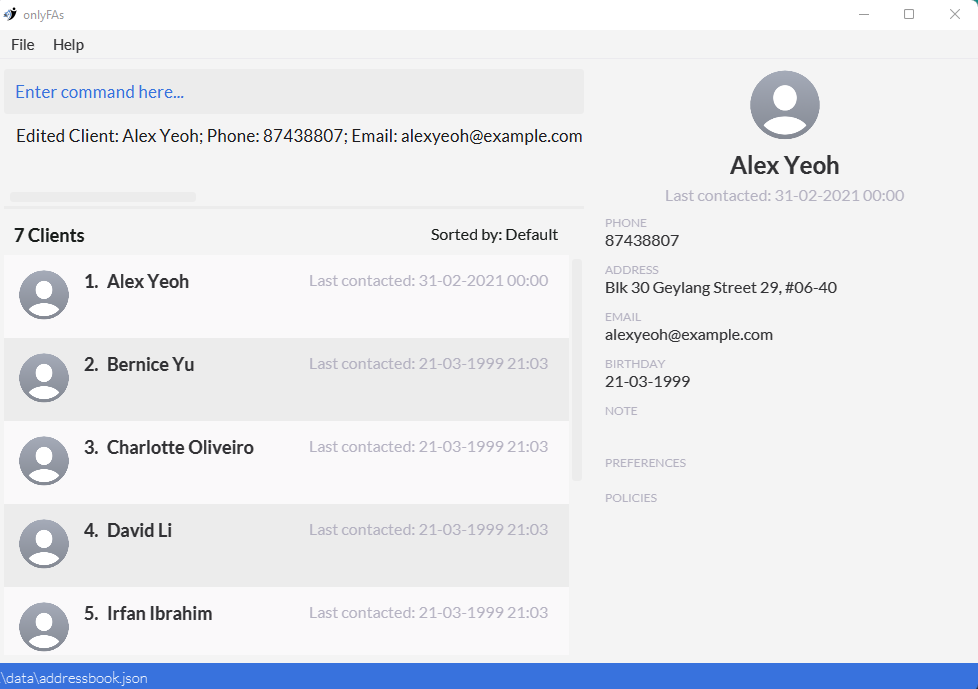 onlyFAs
File Help
Enter command here...
Edited Client: Alex Yeoh; Phone: 87438807; Email: alexyeoh@example.com
7 Clients
Sorted by: Default
1. Alex Yeoh
Last contacted: 31-02-2021 00:00
2. Bernice Yu
Last contacted: 21-03-1999 21:03
3. Charlotte Oliveiro
Last contacted: 21-03-1999 21:03
4. David Li
Last contacted: 21-03-1999 21:03
5. Irfan Ibrahim
Last contacted: 21-03-1999 21:03
Alex Yeoh
Last contacted: 31-02-2021 00:00
PHONE
87438807
ADDRESS
Blk 30 Geylang Street 29, #06-40
EMAIL
alexyeoh@example.com
BIRTHDAY
21-03-1999
NOTE
PREFERENCES
POLICIES
\data\addressbook.json